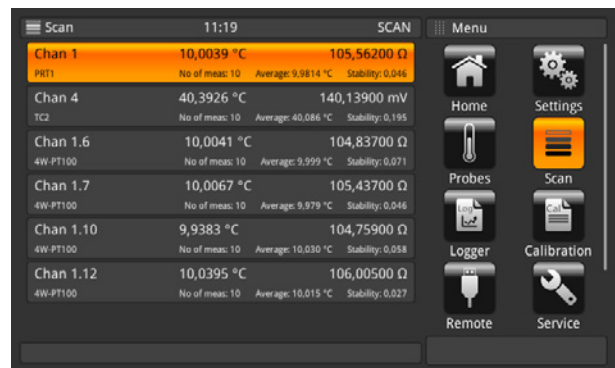 Scan 11:19 SCAN
Chan 1 10,0039 °C 105,56200 Ω
PRT1 No of meas: 10 Average: 9,9814 °C Stability: 0,046
Chan 4 40,3926 °C 140,13900 mV
TC2 No of meas: 10 Average: 40,086 °C Stability: 0,195
Chan 1.6 10,0041 °C 104,83700 Ω
4W-PT100 No of meas: 10 Average: 9,999 °C Stability: 0,071
Chan 1.7 10,0067 °C 105,43700 Ω
4W-PT100 No of meas: 10 Average: 9,979 °C Stability: 0,046
Chan 1.10 9,9383 °C 104,75900 Ω
4W-PT100 No of meas: 10 Average: 10,030 °C Stability: 0,058
Chan 1.12 10,0395 °C 106,00500 Ω
4W-PT100 No of meas: 10 Average: 10,015 °C Stability: 0,027
Menu
Home Settings
Probes Scan
Log Cal
Logger Calibration
Remote Service